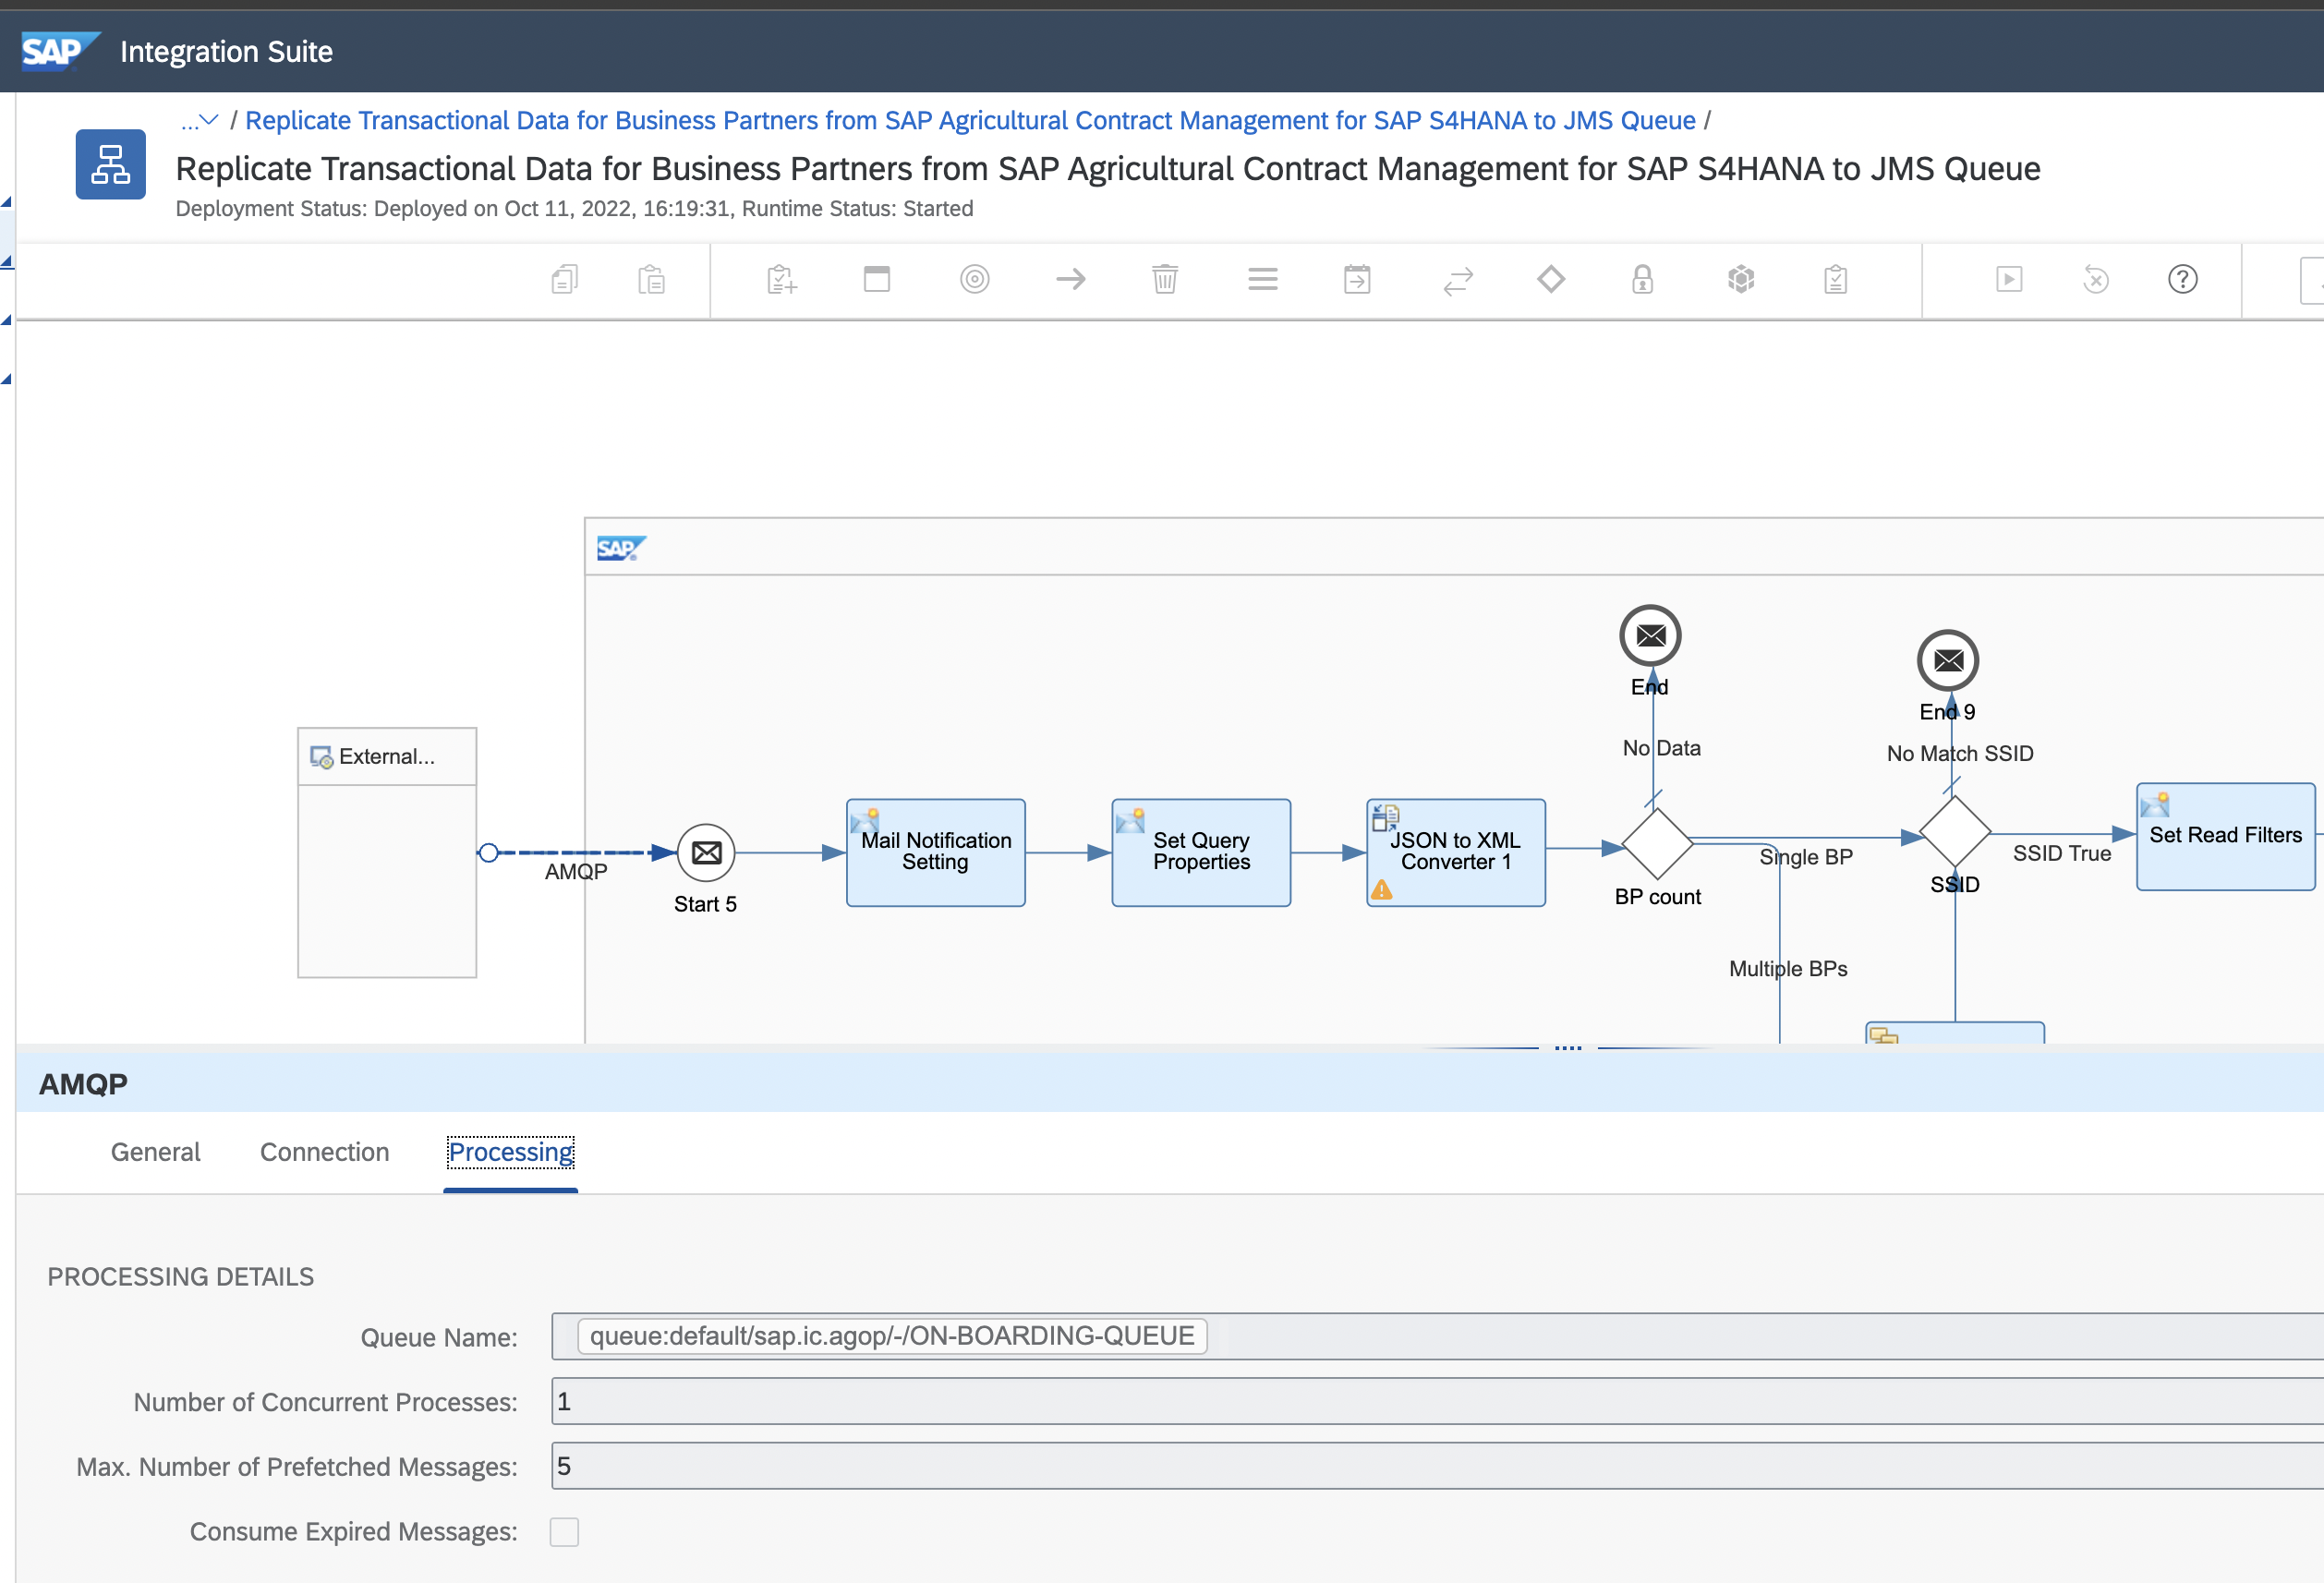 SAP Integration Suite
... / Replicate Transactional Data for Business Partners from SAP Agricultural Contract Management for SAP S4HANA to JMS Queue /
Replicate Transactional Data for Business Partners from SAP Agricultural Contract Management for SAP S4HANA to JMS Queue
Deployment Status: Deployed on Oct 11, 2022, 16:19:31, Runtime Status: Started
SAP
External...
AMQP
Start 5
Mail Notification
Setting
Set Query
Properties
JSON to XML
Converter 1
End
No Data
BP count
Single BP
Multiple BPs
End 9
No Match SSID
SSID
SSID True
Set Read Filters
AMQP
General Connection Processing
PROCESSING DETAILS
Queue Name: queue:default/sap.ic.agop/-/ON-BOARDING-QUEUE
Number of Concurrent Processes: 1
Max. Number of Prefetched Messages: 5
Consume Expired Messages: